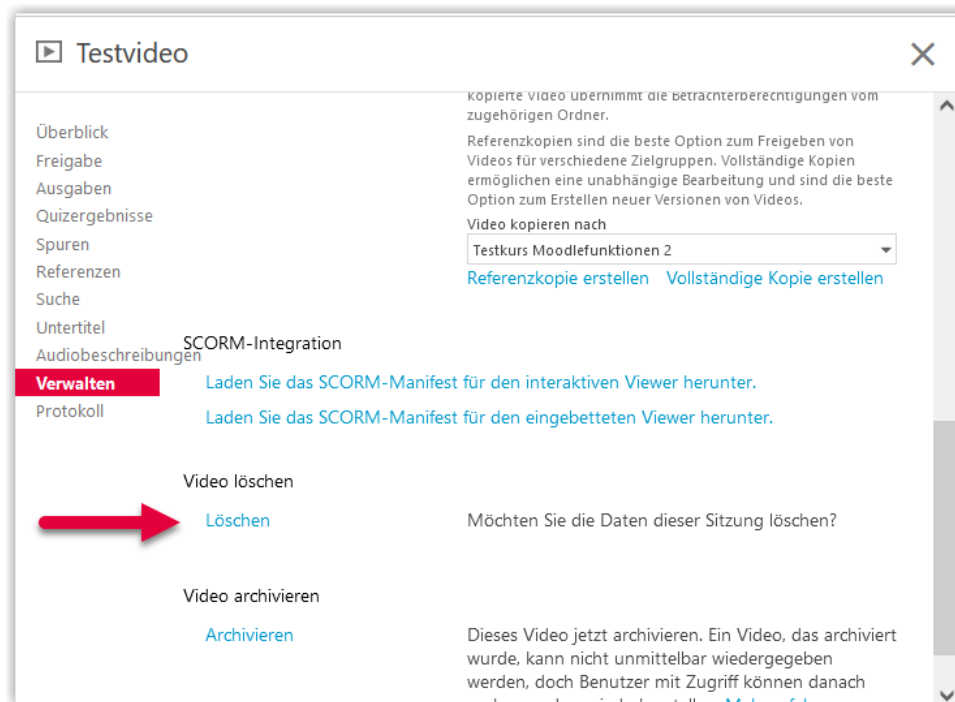 Testvideo
Überblick
Freigabe
Ausgaben
Quizergebnisse
Spuren
Referenzen
Suche
Untertitel
Audiobeschreibungen
Verwalten
Protokoll
kopierte Video übernimmt die Betrachterberechtigungen vom
zugehörigen Ordner.
Referenzkopien sind die beste Option zum Freigeben von
Videos für verschiedene Zielgruppen. Vollständige Kopien
ermöglichen eine unabhängige Bearbeitung und sind die beste
Option zum Erstellen neuer Versionen von Videos.
Video kopieren nach
Testkurs Moodlefunktionen 2
Referenzkopie erstellen Vollständige Kopie erstellen
SCORM-Integration
Laden Sie das SCORM-Manifest für den interaktiven Viewer herunter.
Laden Sie das SCORM-Manifest für den eingebetteten Viewer herunter.
Video löschen
Löschen Möchten Sie die Daten dieser Sitzung löschen?
Video archivieren
Archivieren Dieses Video jetzt archivieren. Ein Video, das archiviert
wurde, kann nicht unmittelbar wiedergegeben
werden, doch Benutzer mit Zugriff können danach